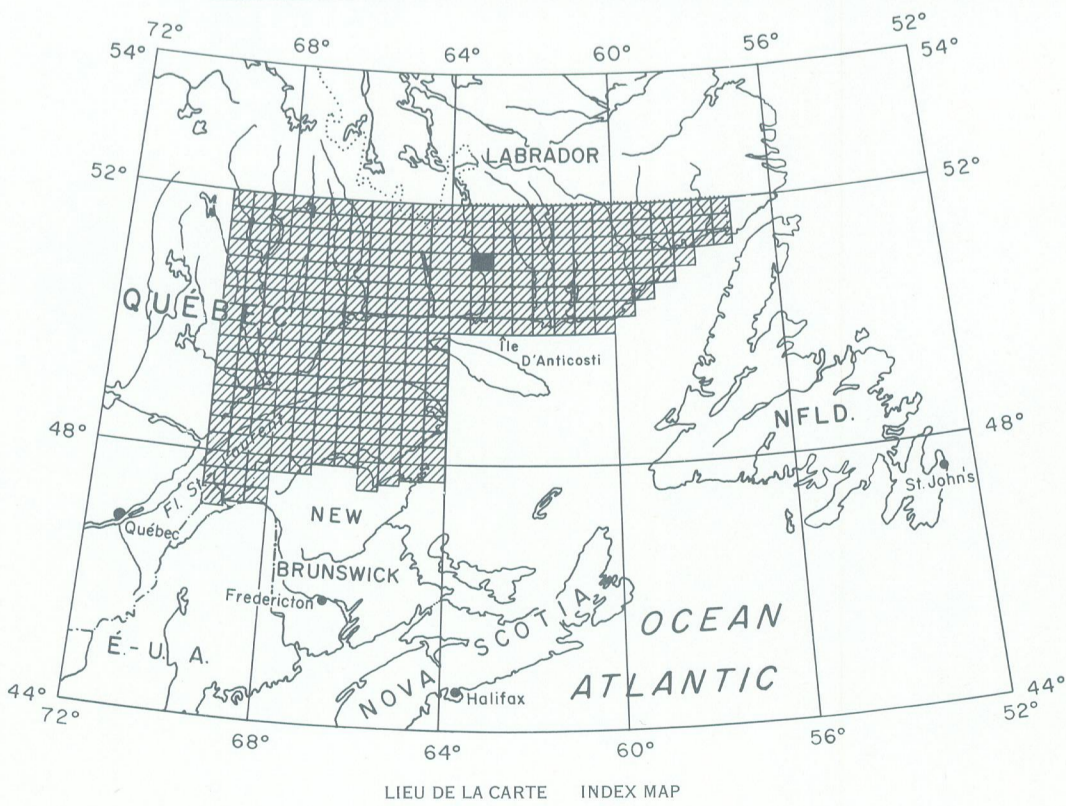 72° 68° 64° 60° 56° 52°
54° 54°
LABRADOR
52° 52°
QUÉBEC
Île
D'Anticosti
NFLD.
48° 48°
St. John's
Fl. St-Laurent
Québec
NEW
BRUNSWICK
Fredericton
NOVA SCOTIA
OCEAN
ATLANTIC
É.-U. A.
Halifax
44° 44°
72° 68° 64° 60° 56° 52°
LIEU DE LA CARTE INDEX MAP